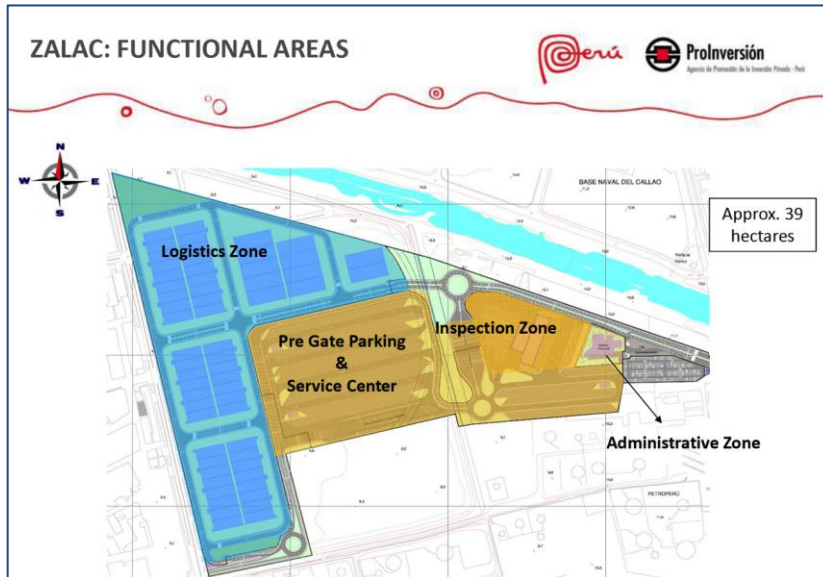 ZALAC: FUNCTIONAL AREAS
Perú
ProInversión
Agencia de Promoción de la Inversión Privada - Perú
N
W
E
S
BASE NAVAL DEL CALLAO
Approx. 39
hectares
Logistics Zone
Inspection Zone
Pre Gate Parking
&
Service Center
Administrative Zone
PETROPERÚ